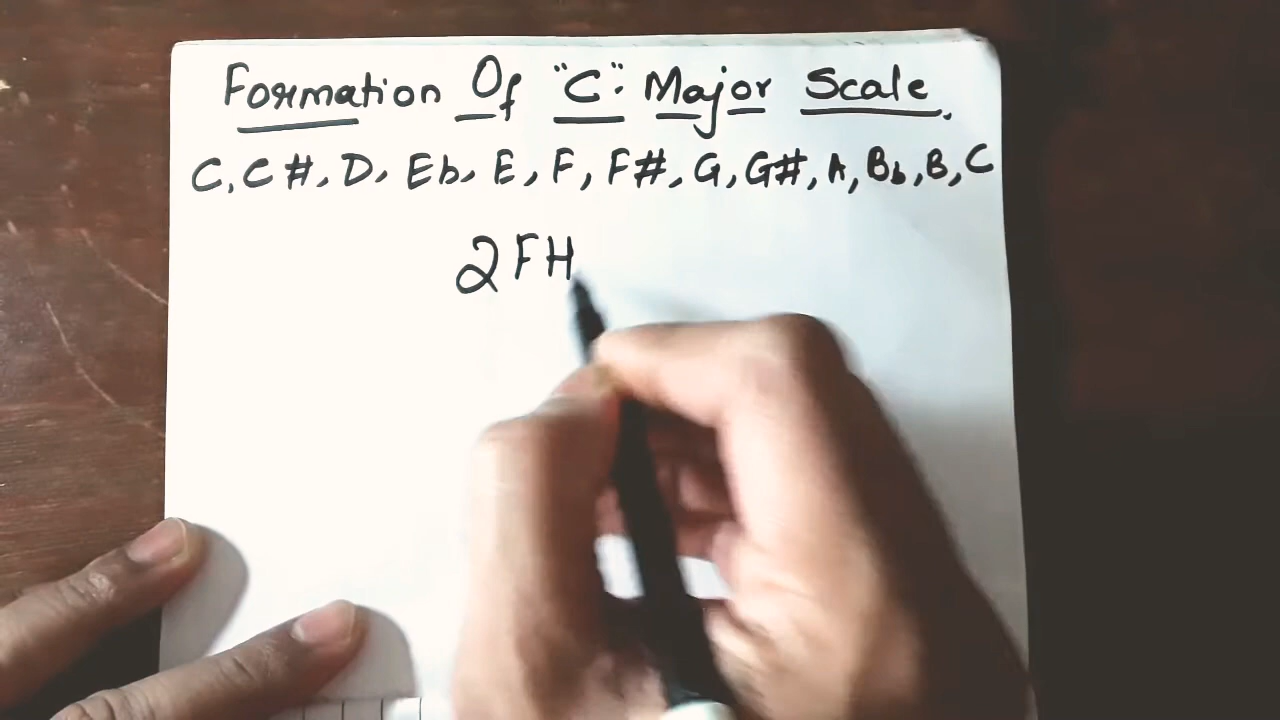 Formation Of "C". Major Scale.
C, C#, D, Eb, E, F, F#, G, G#, A, Bb, B, C
2FH